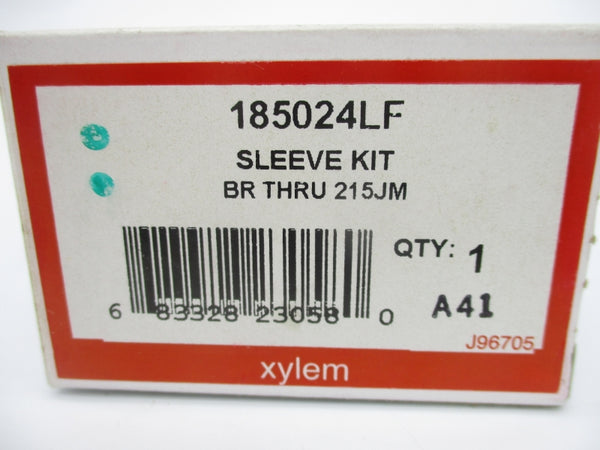 185024LF
SLEEVE KIT
BR THRU 215JM
QTY: 1
6 83328 23058 0
A41
J96705
xylem